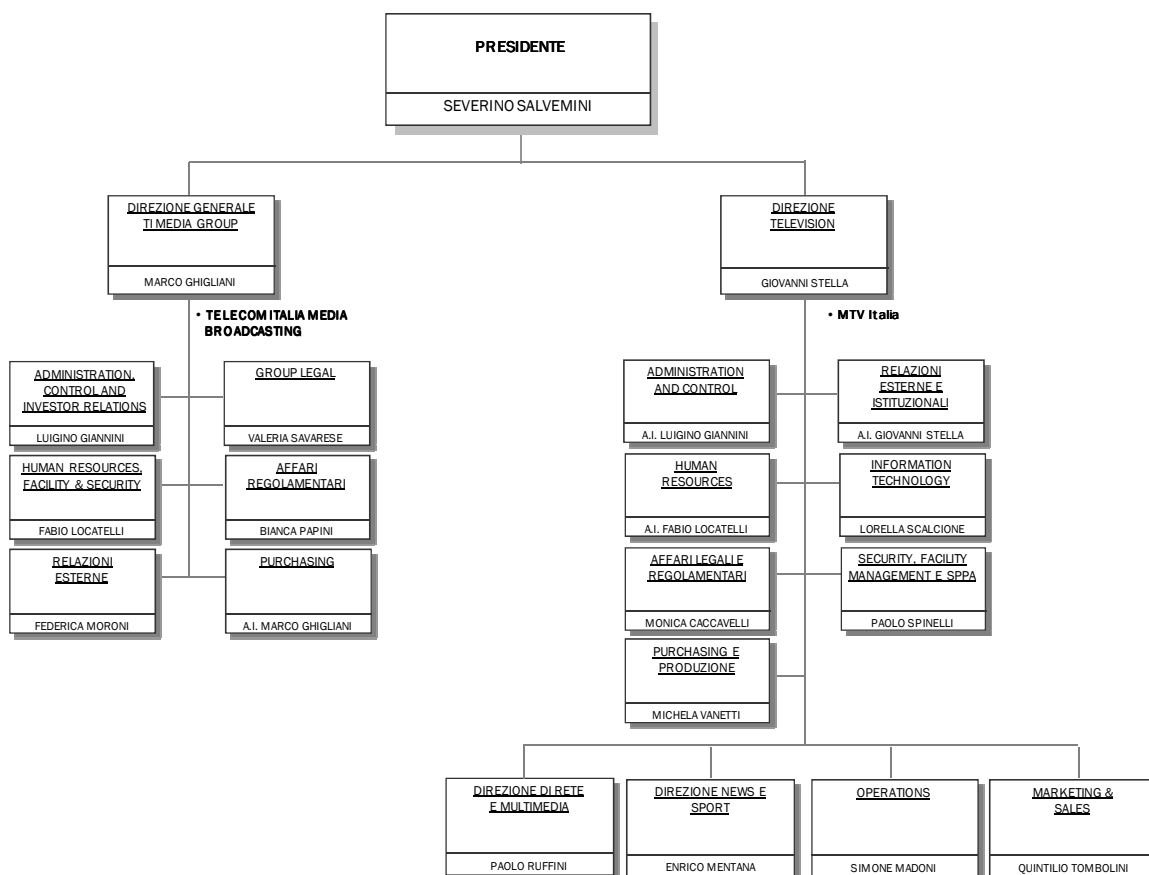 PRESIDENTE
SEVERINO SALVEMINI
DIREZIONE GENERALE
TI MEDIA GROUP
MARCO GHIGLIANI
DIREZIONE
TELEVISION
GIOVANNI STELLA
• TELECOM ITALIA MEDIA
BROADCASTING
• MTV Italia
ADMINISTRATION,
CONTROL AND
INVESTOR RELATIONS
LUIGINO GIANNINI
GROUP LEGAL
VALERIA SAVARESE
HUMAN RESOURCES,
FACILITY & SECURITY
FABIO LOCATELLI
AFFARI
REGOLAMENTARI
BIANCA PAPINI
RELAZIONI
ESTERNE
FEDERICA MORONI
PURCHASING
A.I. MARCO GHIGLIANI
ADMINISTRATION
AND CONTROL
A.I. LUIGINO GIANNINI
RELAZIONI
ESTERNE E
ISTITUZIONALI
A.I. GIOVANNI STELLA
HUMAN
RESOURCES
A.I. FABIO LOCATELLI
INFORMATION
TECHNOLOGY
LORELLA SCALCIONE
AFFARI LEGALI E
REGOLAMENTARI
MONICA CACCAVELLI
SECURITY, FACILITY
MANAGEMENT E SPPA
PAOLO SPINELLI
PURCHASING E
PRODUZIONE
MICHELA VANETTI
DIREZIONE DI RETE
E MULTIMEDIA
PAOLO RUFFINI
DIREZIONE NEWS E
SPORT
ENRICO MENTANA
OPERATIONS
SIMONE MADONI
MARKETING &
SALES
QUINTILIO TOMBOLINI